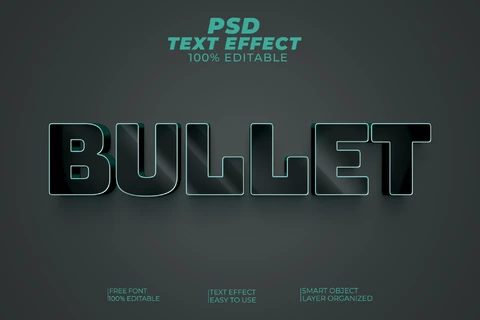 PSD
TEXT EFFECT
100% EDITABLE
BULLET
FREE FONT
100% EDITABLE
TEXT EFFECT
EASY TO USE
SMART OBJECT
LAYER ORGANIZED